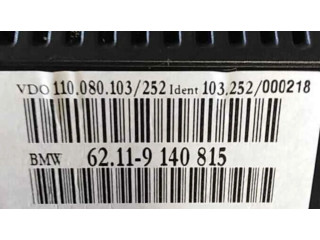 VDO 110.080.103/252 Ident 103,252/000218
BMW 62.11-9 140 815